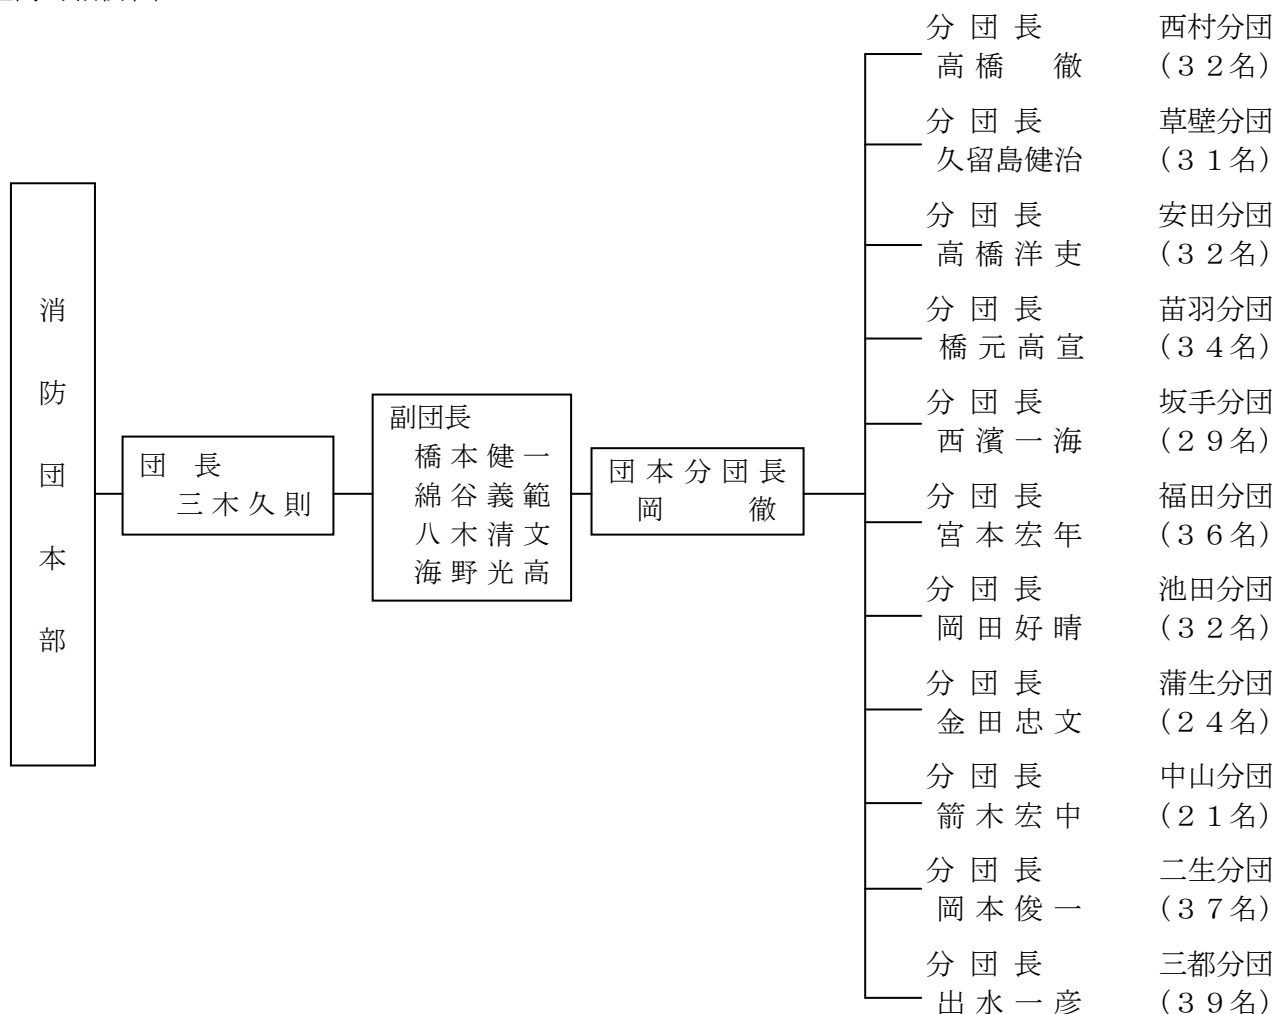 消防団本部
団　長
三木久則
副団長
橋本健一
綿谷義範
八木清文
海野光高
団本分団長
岡　　徹
分団長　西村分団
高橋　徹　（３２名）
分団長　草壁分団
久留島健治　（３１名）
分団長　安田分団
高橋洋吏　（３２名）
分団長　苗羽分団
橋元高宣　（３４名）
分団長　坂手分団
西濱一海　（２９名）
分団長　福田分団
宮本宏年　（３６名）
分団長　池田分団
岡田好晴　（３２名）
分団長　蒲生分団
金田忠文　（２４名）
分団長　中山分団
箭木宏中　（２１名）
分団長　二生分団
岡本俊一　（３７名）
分団長　三都分団
出水一彦　（３９名）